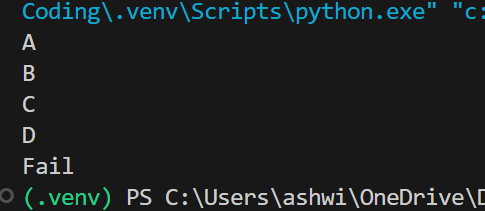 Coding\.venv\Scripts\python.exe" "c:
A
B
C
D
Fail
(.venv) PS C:\Users\ashwi\OneDrive\D